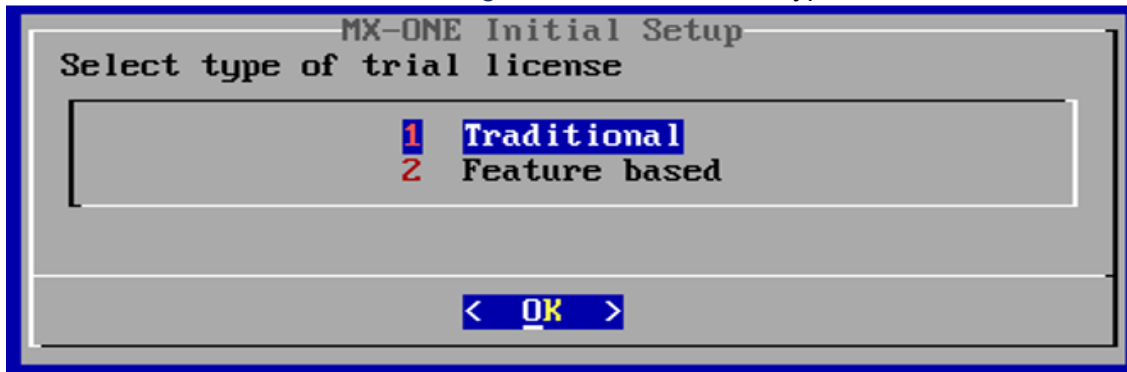 MX-ONE Initial Setup
Select type of trial license
1 Traditional
2 Feature based
< OK >